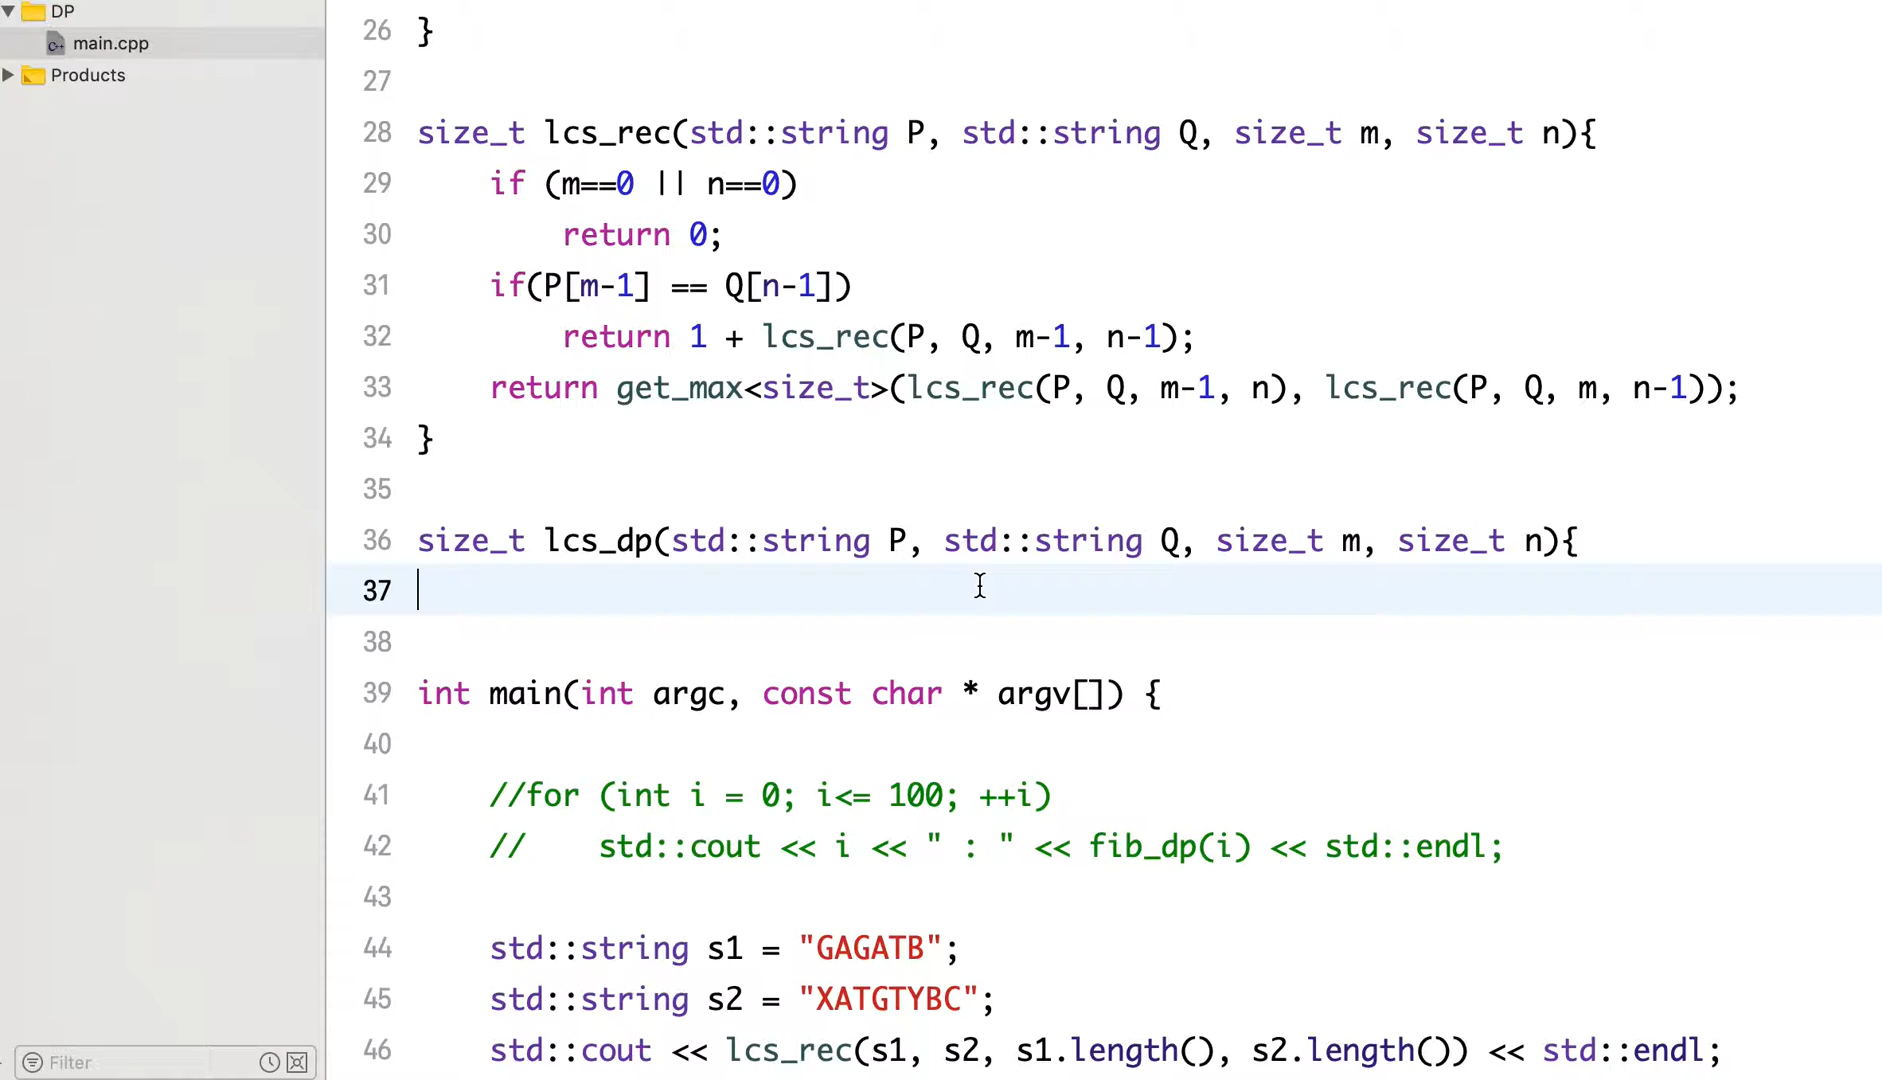 DP
main.cpp
Products
26 }
27
28 size_t lcs_rec(std::string P, std::string Q, size_t m, size_t n){
29 if (m==0 || n==0)
30 return 0;
31 if(P[m-1] == Q[n-1])
32 return 1 + lcs_rec(P, Q, m-1, n-1);
33 return get_max<size_t>(lcs_rec(P, Q, m-1, n), lcs_rec(P, Q, m, n-1));
34 }
35
36 size_t lcs_dp(std::string P, std::string Q, size_t m, size_t n){
37
38
39 int main(int argc, const char * argv[]) {
40
41 //for (int i = 0; i<= 100; ++i)
42 // std::cout << i << " : " << fib_dp(i) << std::endl;
43
44 std::string s1 = "GAGATB";
45 std::string s2 = "XATGTYBC";
46 std::cout << lcs_rec(s1, s2, s1.length(), s2.length()) << std::endl;
Filter